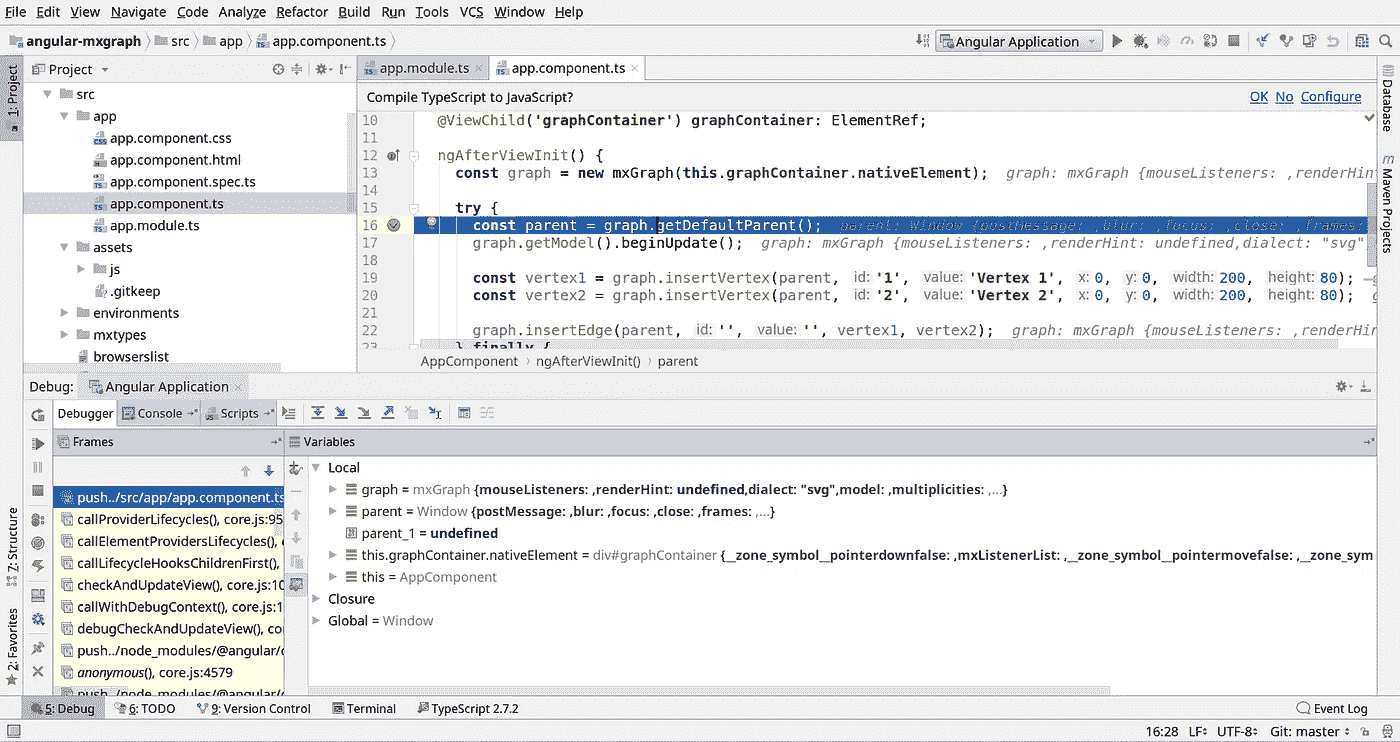 File Edit View Navigate Code Analyze Refactor Build Run Tools VCS Window Help
angular-mxgraph src app app.component.ts Angular Application
1: Project
Project
app.module.ts app.component.ts
Compile TypeScript to JavaScript? OK No Configure
src
app
app.component.css
app.component.html
app.component.spec.ts
app.component.ts
app.module.ts
assets
js
.gitkeep
environments
mxtypes
browserslist
10 @ViewChild('graphContainer') graphContainer: ElementRef;
11
12 ngAfterViewInit() {
13 const graph = new mxGraph(this.graphContainer.nativeElement); graph: mxGraph {mouseListeners: ,renderHin
14
15 try {
16 const parent = graph.getDefaultParent(); parent: Window {postMessage: ,blur: ,focus: ,close: ,frames:
17 graph.getModel().beginUpdate(); graph: mxGraph {mouseListeners: ,renderHint: undefined,dialect: "svg"
18
19 const vertex1 = graph.insertVertex(parent, id: '1', value: 'Vertex 1', x: 0, y: 0, width: 200, height: 80);
20 const vertex2 = graph.insertVertex(parent, id: '2', value: 'Vertex 2', x: 0, y: 0, width: 200, height: 80);
21
22 graph.insertEdge(parent, id: '', value: '', vertex1, vertex2); graph: mxGraph {mouseListeners: ,renderHin
23 } finally {
AppComponent ngAfterViewInit() parent
Database
Maven Projects
Debug: Angular Application
Debugger Console Scripts
Frames
Variables
push../src/app/app.component.ts
callProviderLifecycles(), core.js:95
callElementProvidersLifecycles(), c
callLifecycleHooksChildrenFirst(),
checkAndUpdateView(), core.js:10
callWithDebugContext(), core.js:1
debugCheckAndUpdateView(), co
push../node_modules/@angular/c
anonymous(), core.js:4579
push../node_modules/@angular/c
Local
graph = mxGraph {mouseListeners: ,renderHint: undefined,dialect: "svg",model: ,multiplicities: ,...}
parent = Window {postMessage: ,blur: ,focus: ,close: ,frames: ,...}
parent_1 = undefined
this.graphContainer.nativeElement = div#graphContainer {__zone_symbol__pointerdownfalse: ,mxListenerList: ,__zone_symbol__pointermovefalse: ,__zone_sym
this = AppComponent
Closure
Global = Window
7: Structure
2: Favorites
5: Debug 6: TODO 9: Version Control Terminal TypeScript 2.7.2 Event Log
16:28 LF UTF-8 Git: master